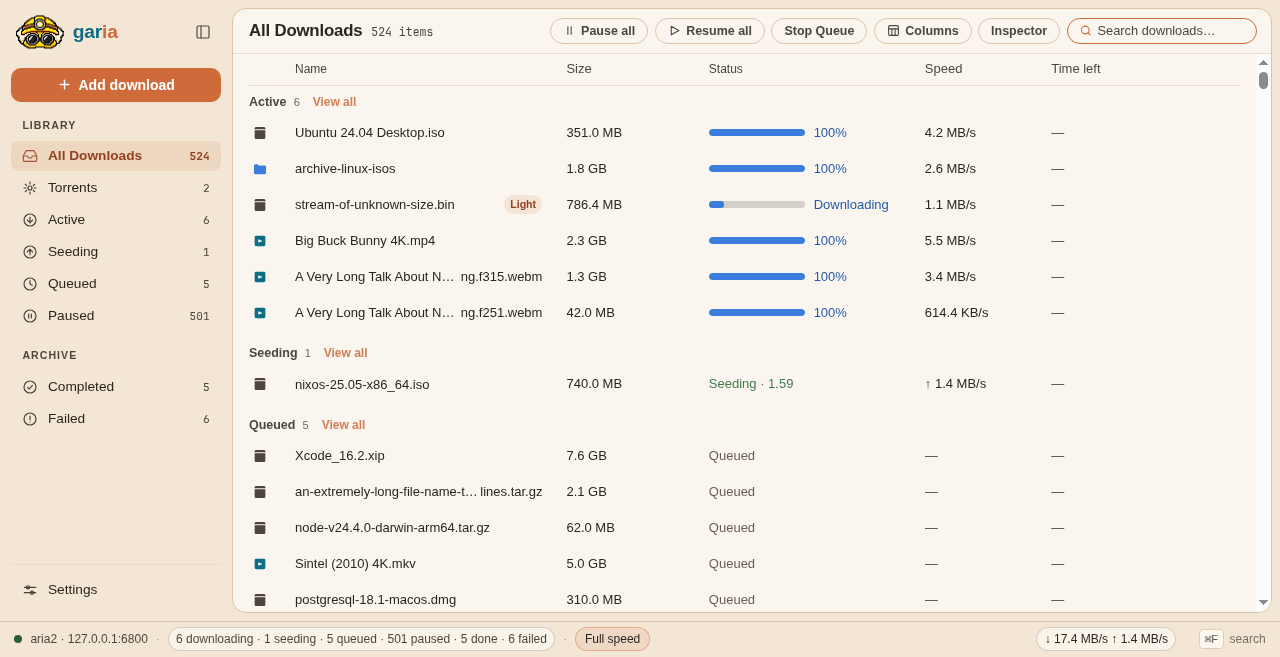 garia
All Downloads 524 items
Pause all
Resume all
Stop Queue
Columns
Inspector
Search downloads…
Add download
LIBRARY
All Downloads 524
Torrents 2
Active 6
Seeding 1
Queued 5
Paused 501
ARCHIVE
Completed 5
Failed 6
Settings
Name Size Status Speed Time left
Active 6 View all
Ubuntu 24.04 Desktop.iso 351.0 MB 100% 4.2 MB/s —
archive-linux-isos 1.8 GB 100% 2.6 MB/s —
stream-of-unknown-size.bin Light 786.4 MB Downloading 1.1 MB/s —
Big Buck Bunny 4K.mp4 2.3 GB 100% 5.5 MB/s —
A Very Long Talk About N… ng.f315.webm 1.3 GB 100% 3.4 MB/s —
A Very Long Talk About N… ng.f251.webm 42.0 MB 100% 614.4 KB/s —
Seeding 1 View all
nixos-25.05-x86_64.iso 740.0 MB Seeding · 1.59 ↑ 1.4 MB/s —
Queued 5 View all
Xcode_16.2.xip 7.6 GB Queued — —
an-extremely-long-file-name-t… lines.tar.gz 2.1 GB Queued — —
node-v24.4.0-darwin-arm64.tar.gz 62.0 MB Queued — —
Sintel (2010) 4K.mkv 5.0 GB Queued — —
postgresql-18.1-macos.dmg 310.0 MB Queued — —
aria2 · 127.0.0.1:6800 · 6 downloading · 1 seeding · 5 queued · 501 paused · 5 done · 6 failed · Full speed ↓ 17.4 MB/s ↑ 1.4 MB/s ⌘F search